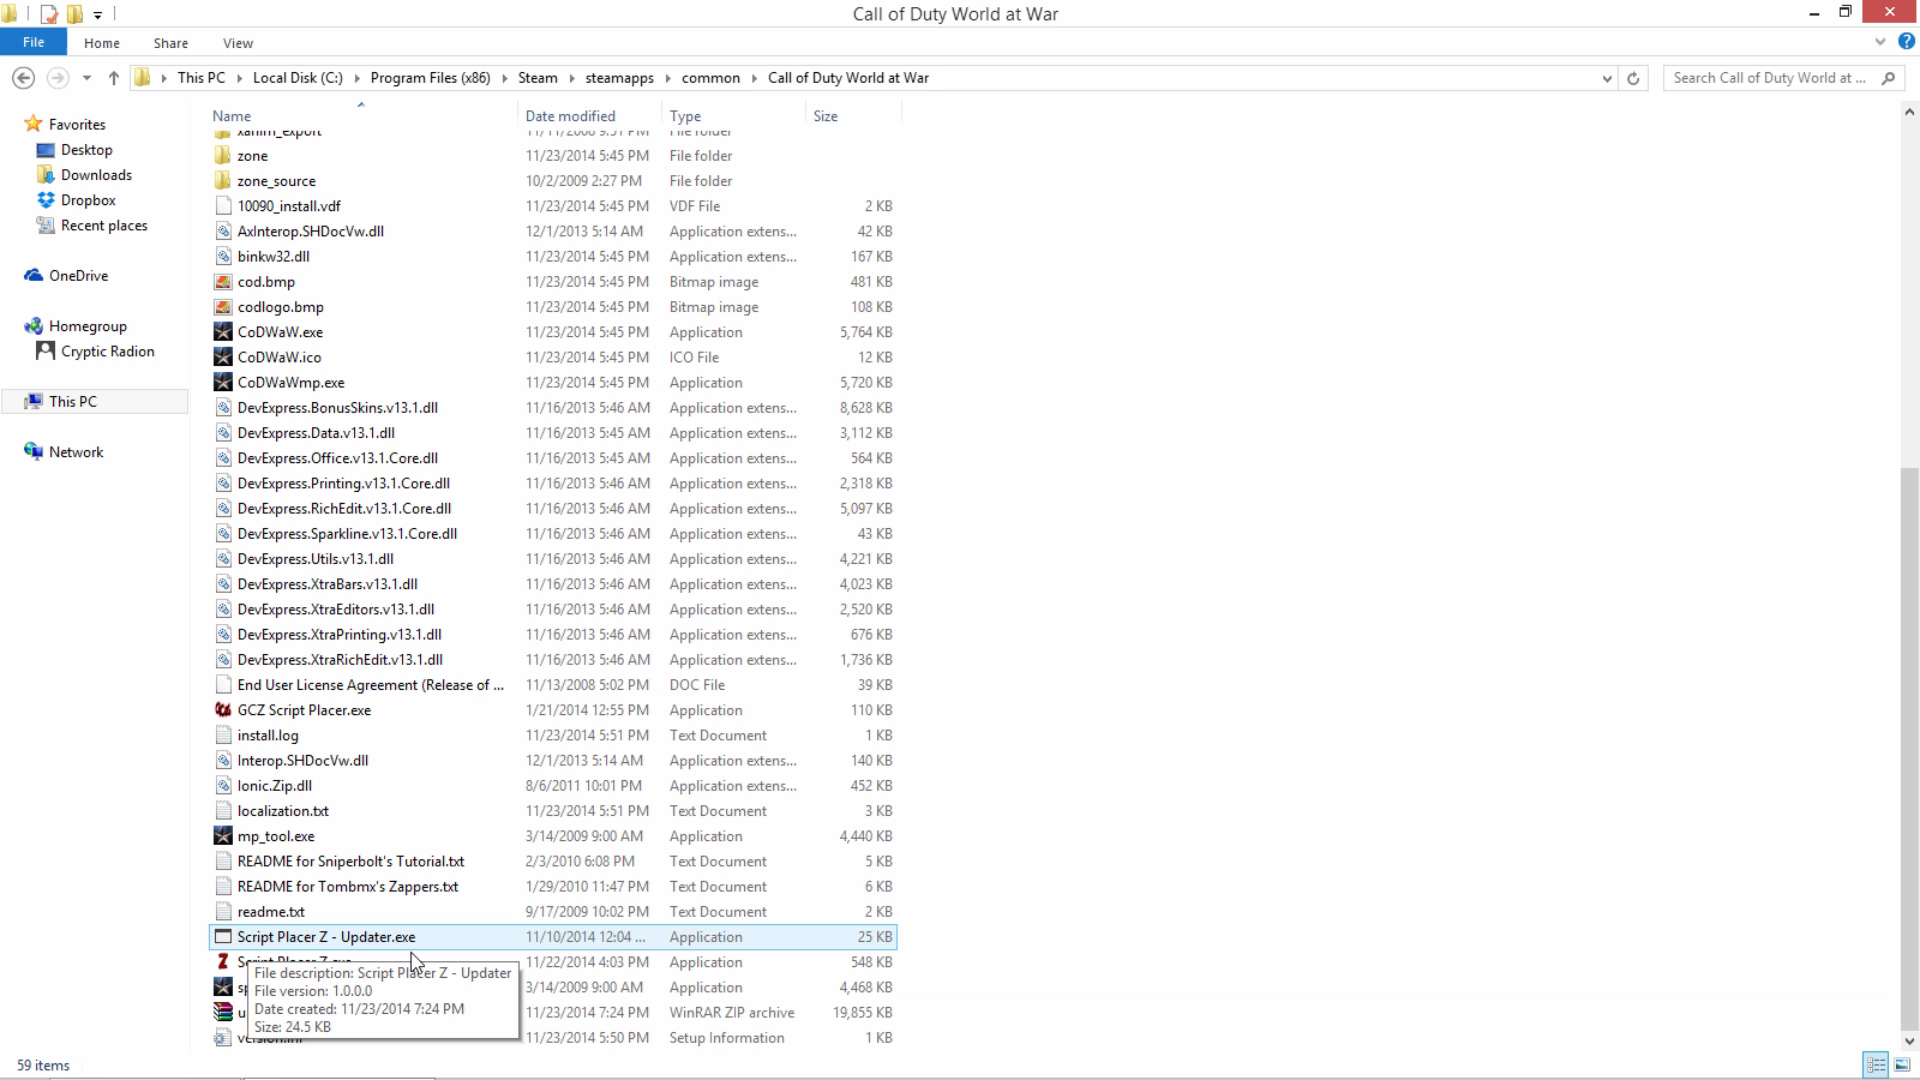 Call of Duty World at War
File Home Share View
This PC Local Disk (C:) Program Files (x86) Steam steamapps common Call of Duty World at War
Search Call of Duty World at ...
Favorites
Desktop
Downloads
Dropbox
Recent places
OneDrive
Homegroup
Cryptic Radion
This PC
Network
Name Date modified Type Size
xanim_export 11/11/2008 9:51 PM File folder
zone 11/23/2014 5:45 PM File folder
zone_source 10/2/2009 2:27 PM File folder
10090_install.vdf 11/23/2014 5:45 PM VDF File 2 KB
AxInterop.SHDocVw.dll 12/1/2013 5:14 AM Application extens... 42 KB
binkw32.dll 11/23/2014 5:45 PM Application extens... 167 KB
cod.bmp 11/23/2014 5:45 PM Bitmap image 481 KB
codlogo.bmp 11/23/2014 5:45 PM Bitmap image 108 KB
CoDWaW.exe 11/23/2014 5:45 PM Application 5,764 KB
CoDWaW.ico 11/23/2014 5:45 PM ICO File 12 KB
CoDWaWmp.exe 11/23/2014 5:45 PM Application 5,720 KB
DevExpress.BonusSkins.v13.1.dll 11/16/2013 5:45 AM Application extens... 8,628 KB
DevExpress.Data.v13.1.dll 11/16/2013 5:45 AM Application extens... 3,112 KB
DevExpress.Office.v13.1.Core.dll 11/16/2013 5:45 AM Application extens... 564 KB
DevExpress.Printing.v13.1.Core.dll 11/16/2013 5:46 AM Application extens... 2,318 KB
DevExpress.RichEdit.v13.1.Core.dll 11/16/2013 5:46 AM Application extens... 5,097 KB
DevExpress.Sparkline.v13.1.Core.dll 11/16/2013 5:46 AM Application extens... 43 KB
DevExpress.Utils.v13.1.dll 11/16/2013 5:46 AM Application extens... 4,221 KB
DevExpress.XtraBars.v13.1.dll 11/16/2013 5:46 AM Application extens... 4,023 KB
DevExpress.XtraEditors.v13.1.dll 11/16/2013 5:46 AM Application extens... 2,520 KB
DevExpress.XtraPrinting.v13.1.dll 11/16/2013 5:46 AM Application extens... 676 KB
DevExpress.XtraRichEdit.v13.1.dll 11/16/2013 5:46 AM Application extens... 1,736 KB
End User License Agreement (Release of ... 11/13/2008 5:02 PM DOC File 39 KB
GCZ Script Placer.exe 1/21/2014 12:55 PM Application 110 KB
install.log 11/23/2014 5:51 PM Text Document 1 KB
Interop.SHDocVw.dll 12/1/2013 5:14 AM Application extens... 140 KB
Ionic.Zip.dll 8/6/2011 10:01 PM Application extens... 452 KB
localization.txt 11/23/2014 5:51 PM Text Document 3 KB
mp_tool.exe 3/14/2009 9:00 AM Application 4,440 KB
README for Sniperbolt's Tutorial.txt 2/3/2010 6:08 PM Text Document 5 KB
README for Tombmx's Zappers.txt 1/29/2010 11:47 PM Text Document 6 KB
readme.txt 9/17/2009 10:02 PM Text Document 2 KB
Script Placer Z - Updater.exe 11/10/2014 12:04 ... Application 25 KB
Script Placer Z.exe 11/22/2014 4:03 PM Application 548 KB
3/14/2009 9:00 AM Application 4,468 KB
11/23/2014 7:24 PM WinRAR ZIP archive 19,855 KB
version.inf 11/23/2014 5:50 PM Setup Information 1 KB
File description: Script Placer Z - Updater
File version: 1.0.0.0
Date created: 11/23/2014 7:24 PM
Size: 24.5 KB
59 items